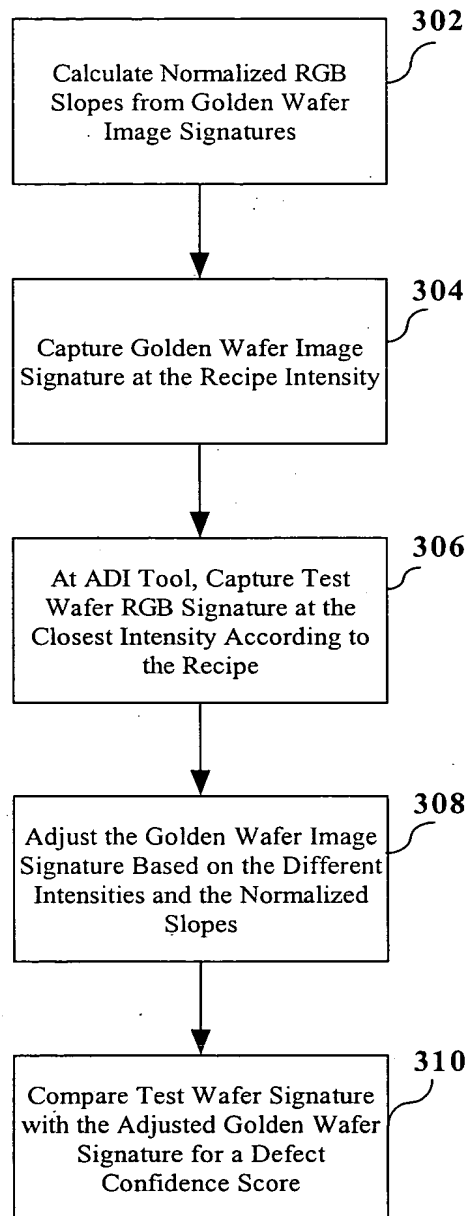 302
Calculate Normalized RGB
Slopes from Golden Wafer
Image Signatures
304
Capture Golden Wafer Image
Signature at the Recipe Intensity
306
At ADI Tool, Capture Test
Wafer RGB Signature at the
Closest Intensity According to
the Recipe
308
Adjust the Golden Wafer Image
Signature Based on the Different
Intensities and the Normalized
Slopes
310
Compare Test Wafer Signature
with the Adjusted Golden Wafer
Signature for a Defect
Confidence Score